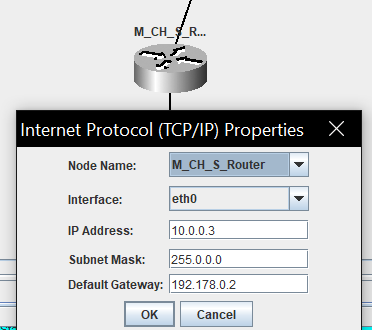 M_CH_S_R...
Internet Protocol (TCP/IP) Properties
Node Name: M_CH_S_Router
Interface: eth0
IP Address: 10.0.0.3
Subnet Mask: 255.0.0.0
Default Gateway: 192.178.0.2
OK Cancel